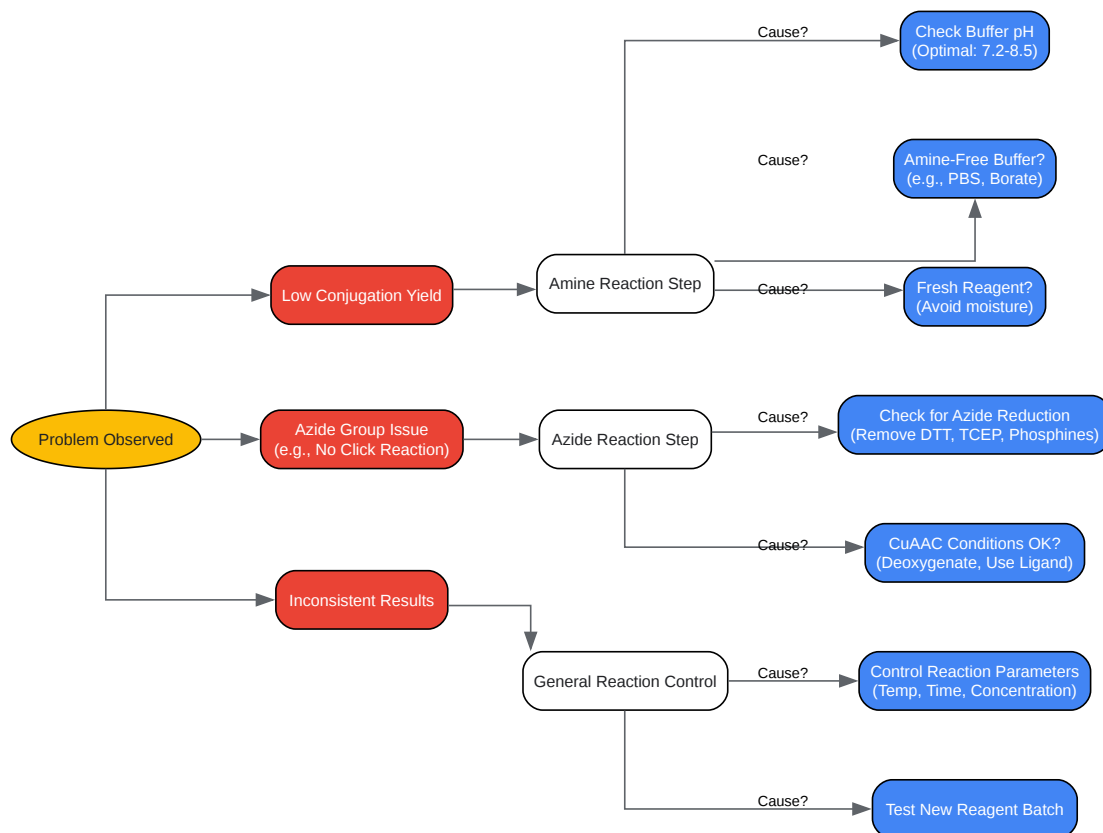 Cause?
Check Buffer pH
(Optimal: 7.2-8.5)
Cause?
Amine-Free Buffer?
(e.g., PBS, Borate)
Low Conjugation Yield
Amine Reaction Step
Cause?
Fresh Reagent?
(Avoid moisture)
Problem Observed
Azide Group Issue
(e.g., No Click Reaction)
Azide Reaction Step
Cause?
Check for Azide Reduction
(Remove DTT, TCEP, Phosphines)
Cause?
CuAAC Conditions OK?
(Deoxygenate, Use Ligand)
Inconsistent Results
General Reaction Control
Cause?
Control Reaction Parameters
(Temp, Time, Concentration)
Cause?
Test New Reagent Batch